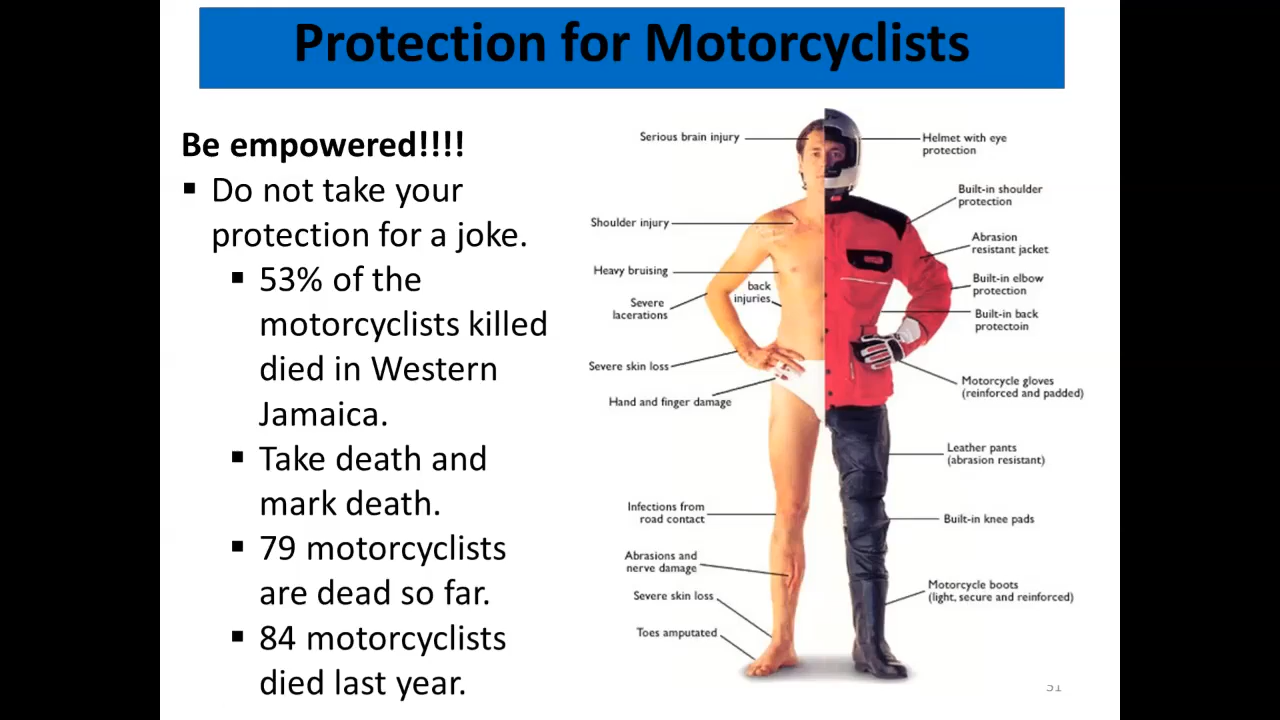 Protection for Motorcyclists
Be empowered!!!!
▪ Do not take your
protection for a joke.
▪ 53% of the
motorcyclists killed
died in Western
Jamaica.
▪ Take death and
mark death.
▪ 79 motorcyclists
are dead so far.
▪ 84 motorcyclists
died last year.
Serious brain injury
Shoulder injury
Heavy bruising
back
injuries
Severe
lacerations
Severe skin loss
Hand and finger damage
Infections from
road contact
Abrasions and
nerve damage
Severe skin loss
Toes amputated
Helmet with eye
protection
Built-in shoulder
protection
Abrasion
resistant jacket
Built-in elbow
protection
Built-in back
protectoin
Motorcycle gloves
(reinforced and padded)
Leather pants
(abrasion resistant)
Built-in knee pads
Motorcycle boots
(light, secure and reinforced)